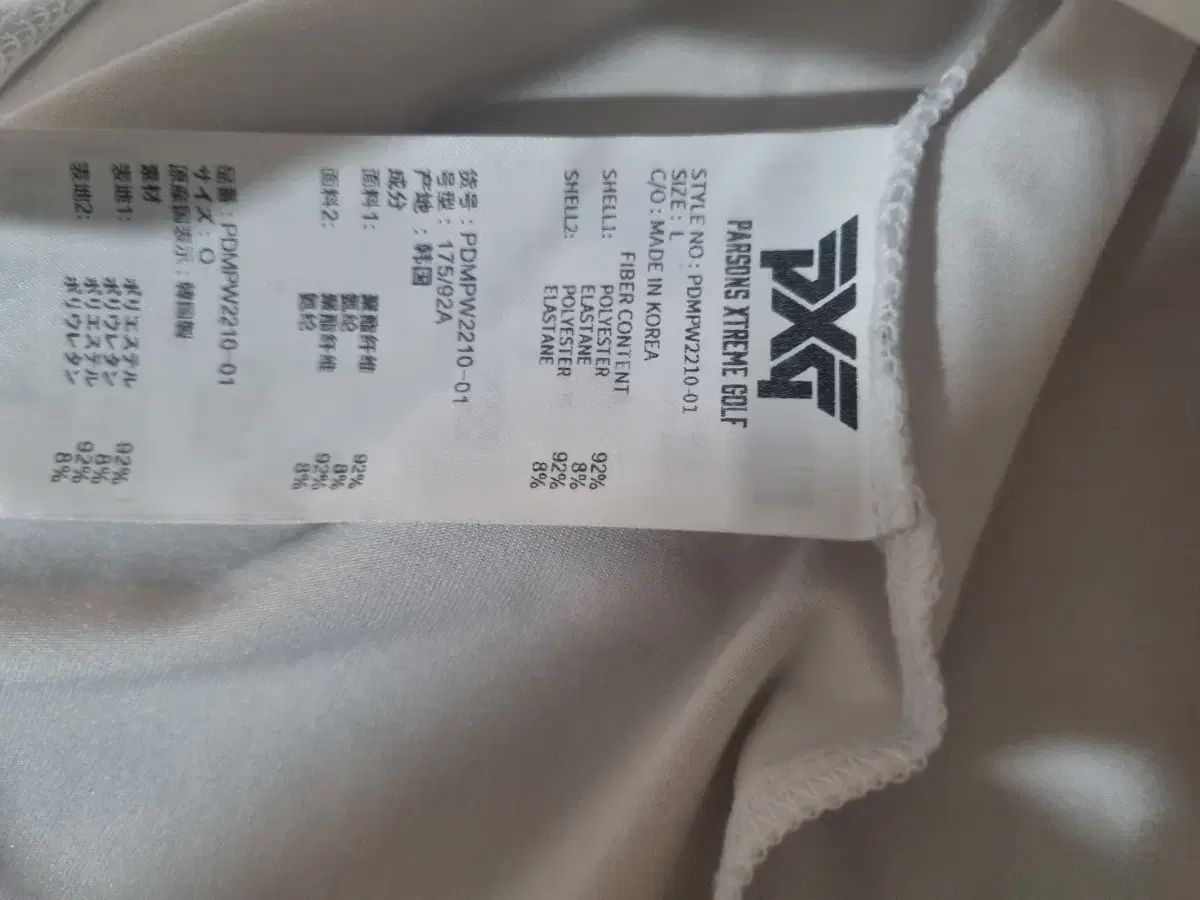 PXG
PARSONS XTREME GOLF
STYLE NO : PDMPW2210-01
SIZE : L
C/O : MADE IN KOREA
FIBER CONTENT
SHELL1: POLYESTER 92%
ELASTANE 8%
SHELL2: POLYESTER 92%
ELASTANE 8%
货号 : PDMPW2210-01
号型 : 175/92A
产地 : 韩国
成分
面料1: 聚酯纤维 92%
氨纶 8%
面料2: 聚酯纤维 92%
氨纶 8%
品番 : PDMPW2210-01
サイズ : O
原産国表示 : 韓国製
素材
表地1: ポリエステル 92%
ポリウレタン 8%
表地2: ポリエステル 92%
ポリウレタン 8%